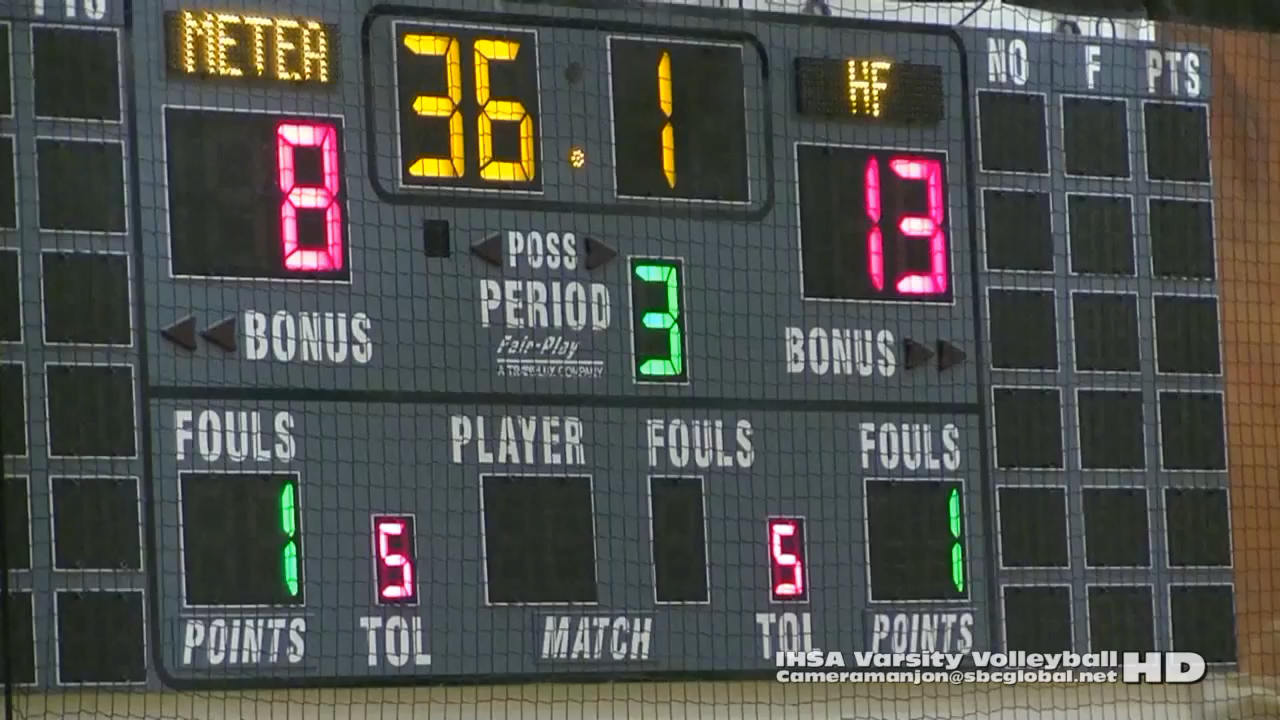 PTS
METEA
36.1
HF
NO F PTS
8
13
POSS
PERIOD
3
Fair-Play
A TRANS-LUX COMPANY
BONUS
BONUS
FOULS
PLAYER
FOULS
FOULS
1
5
5
1
POINTS
TOL
MATCH
TOL
POINTS
IHSA Varsity Volleyball HD
Cameramanjon@sbcglobal.net